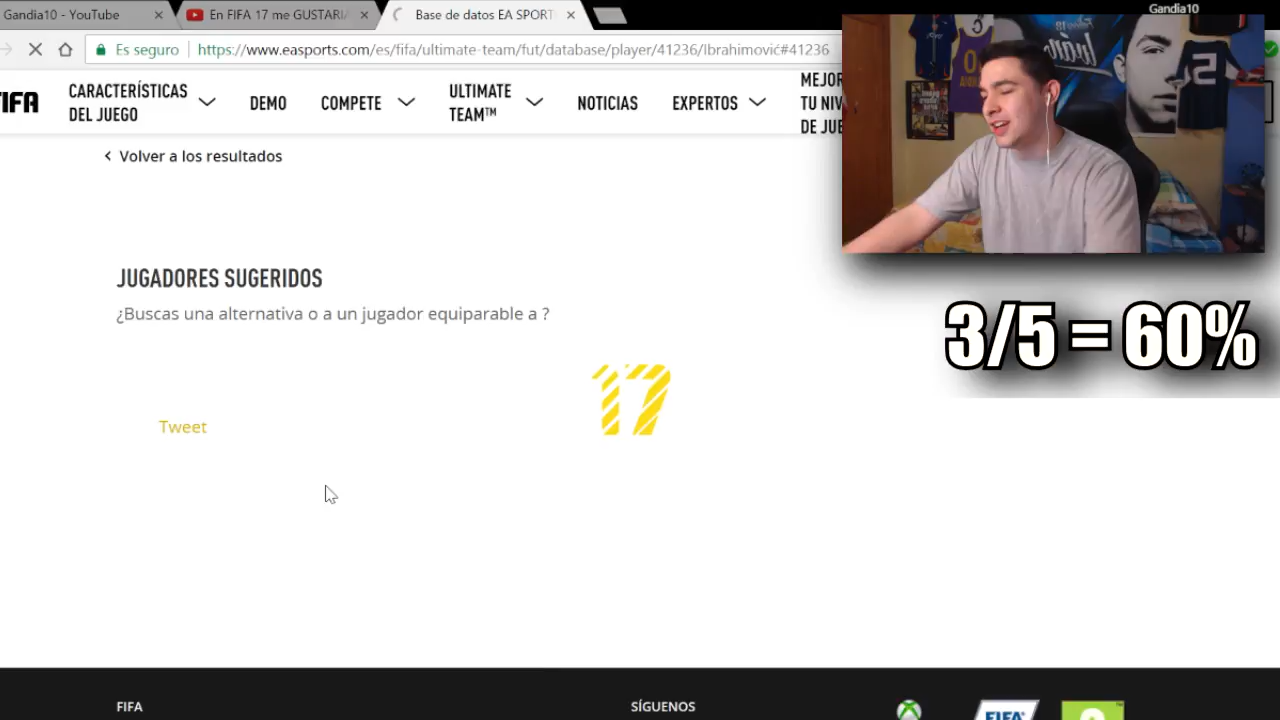 Gandia10 - YouTube
En FIFA 17 me GUSTARIA
Base de datos EA SPORT
Gandia10
Es seguro
https://www.easports.com/es/fifa/ultimate-team/fut/database/player/41236/Ibrahimović#41236
FIFA
CARACTERÍSTICAS
DEL JUEGO
DEMO
COMPETE
ULTIMATE
TEAM™
NOTICIAS
EXPERTOS
MEJOR
TU NIV
DE JUE
Volver a los resultados
JUGADORES SUGERIDOS
¿Buscas una alternativa o a un jugador equiparable a ?
3/5 = 60%
17
Tweet
FIFA
SÍGUENOS
FIFA